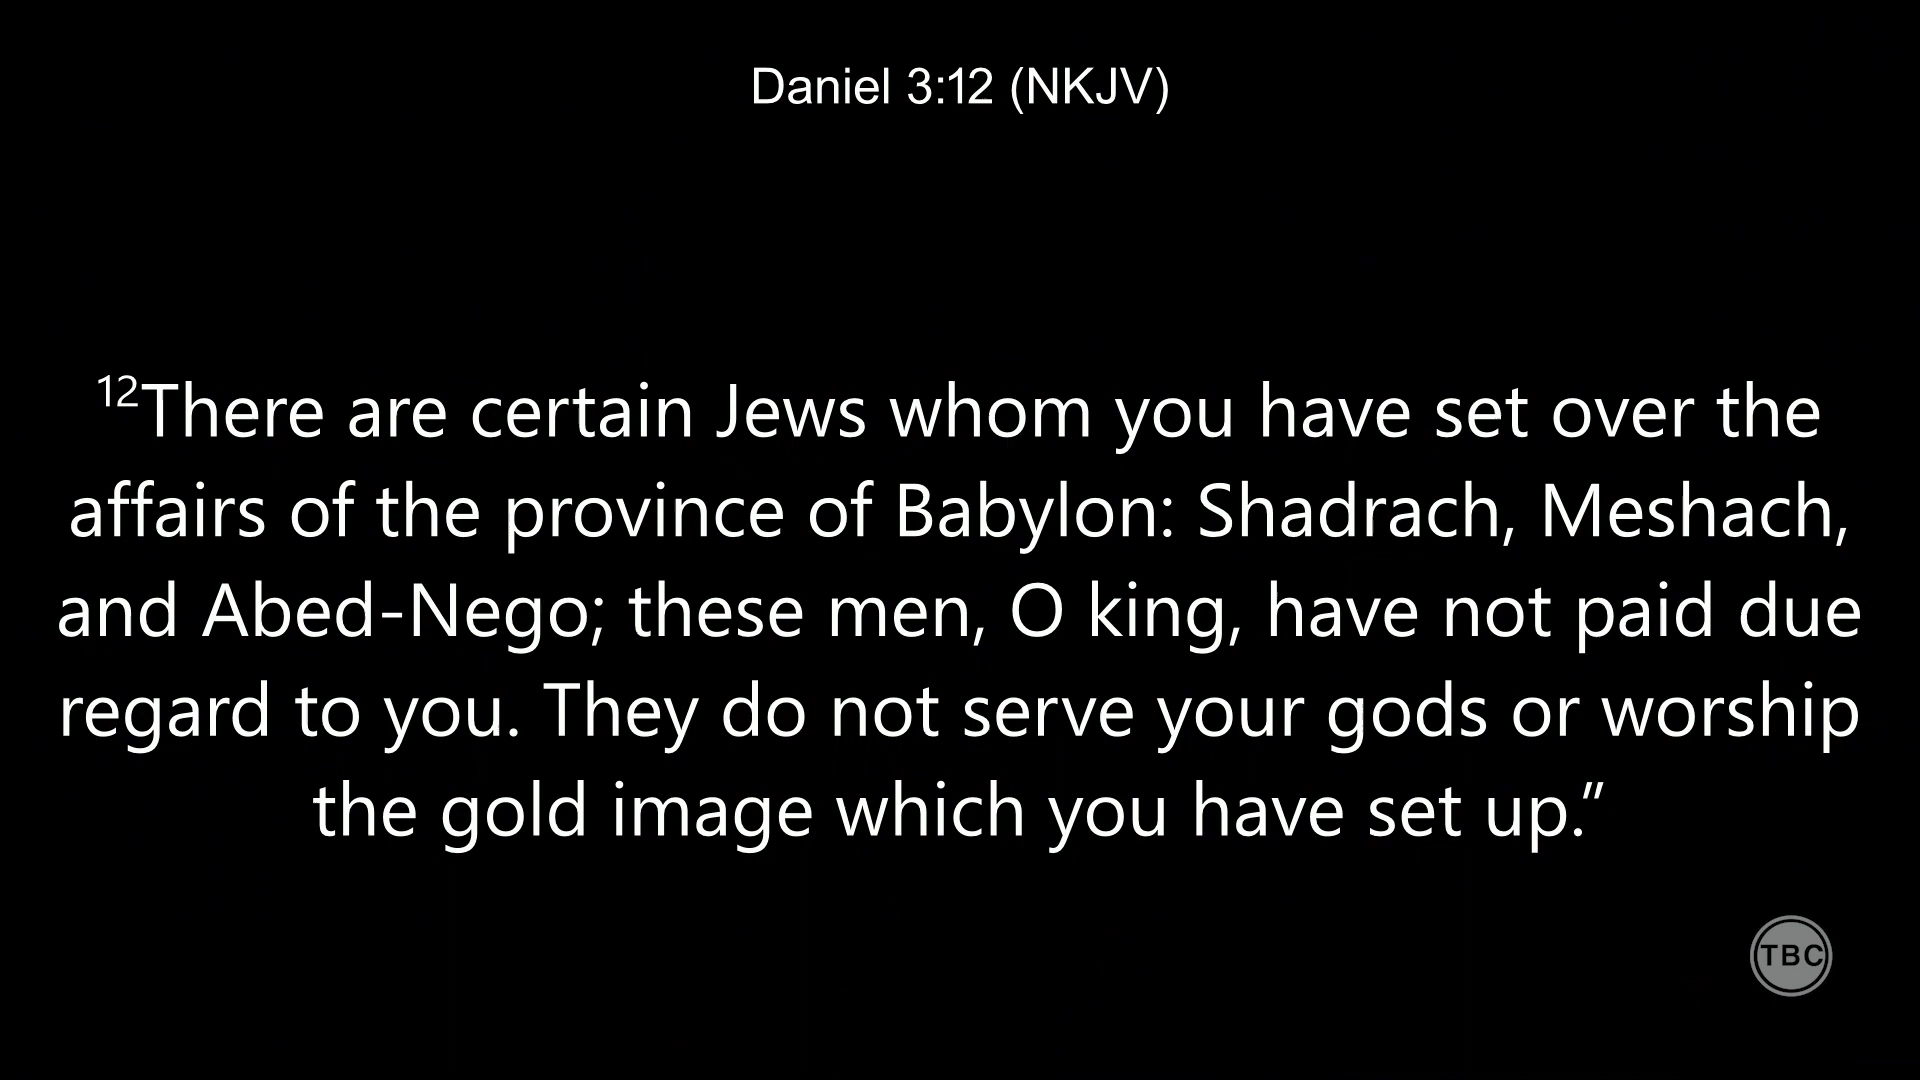 Daniel 3:12 (NKJV)
12There are certain Jews whom you have set over the
affairs of the province of Babylon: Shadrach, Meshach,
and Abed-Nego; these men, O king, have not paid due
regard to you. They do not serve your gods or worship
the gold image which you have set up.”
TBC